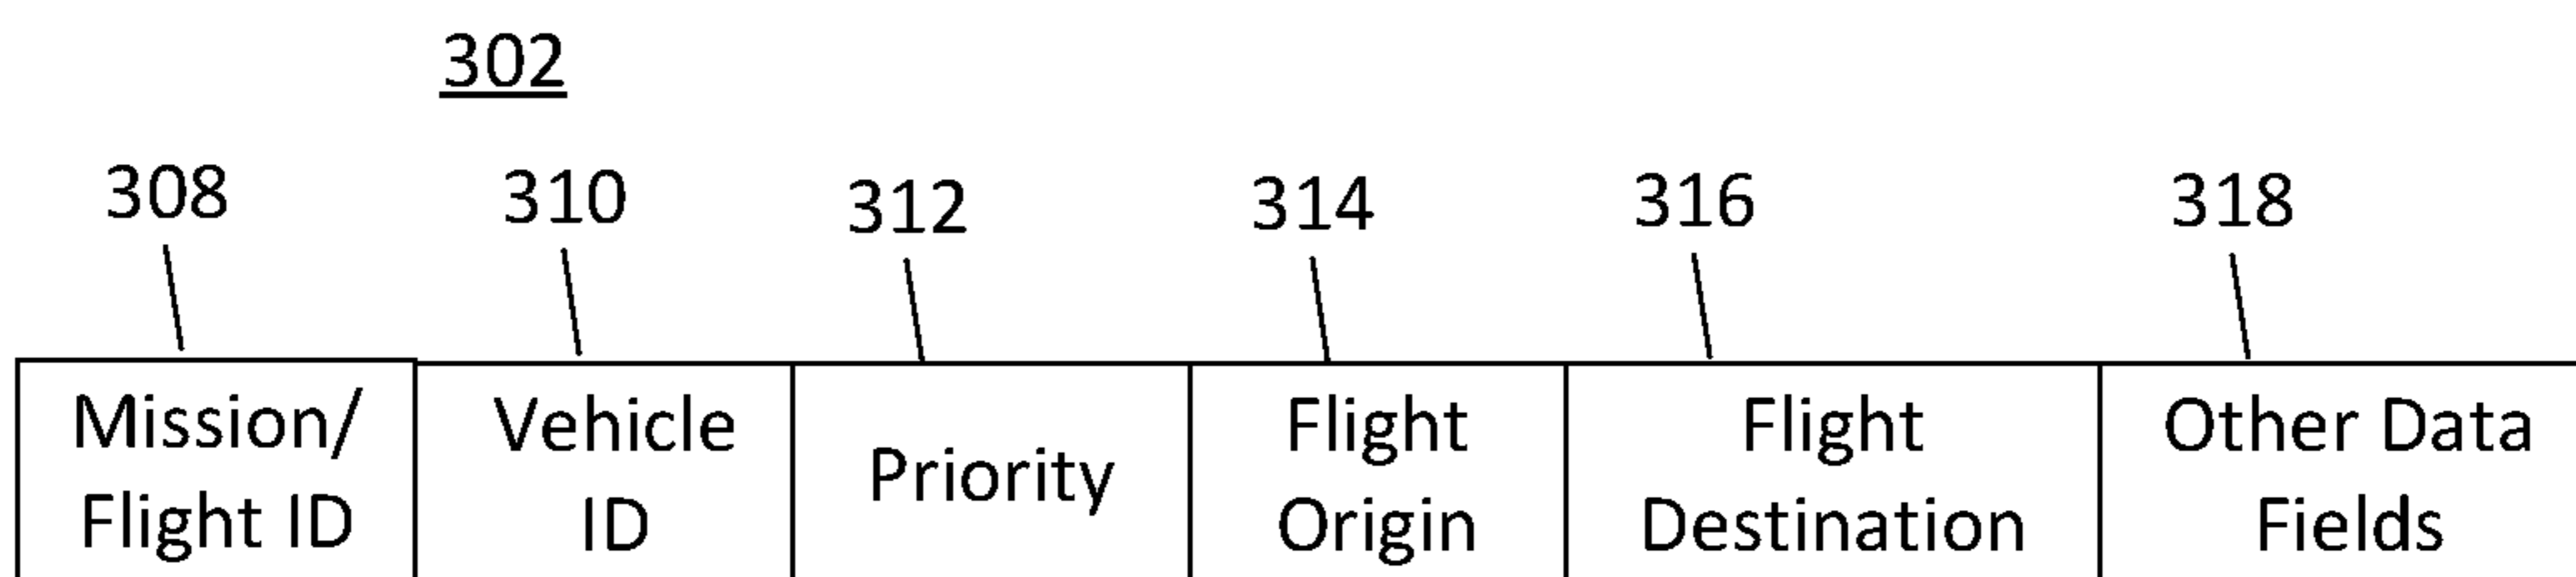 302
308 310 312 314 316 318
Mission/ Vehicle Priority Flight Flight Other Data
Flight ID ID Origin Destination Fields